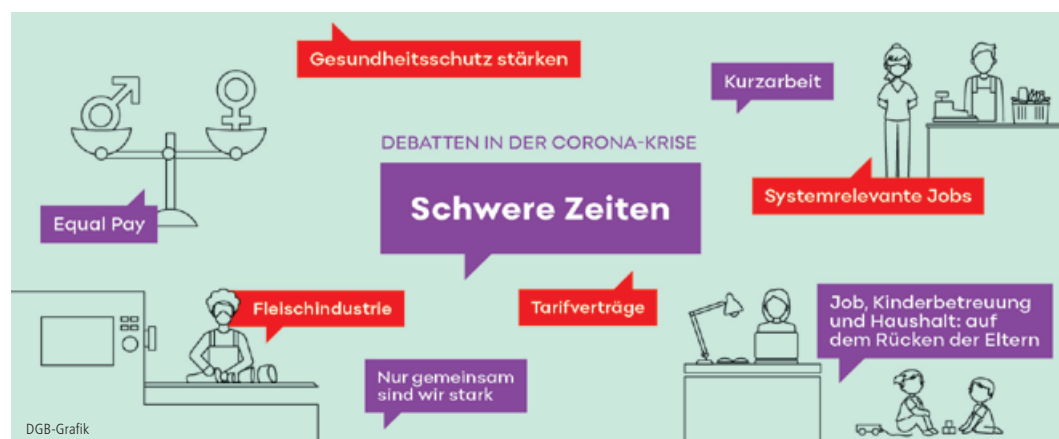 Gesundheitsschutz stärken
Kurzarbeit
DEBATTEN IN DER CORONA-KRISE
Schwere Zeiten
Systemrelevante Jobs
Equal Pay
Fleischindustrie
Tarifverträge
Job, Kinderbetreuung
und Haushalt: auf
dem Rücken der Eltern
Nur gemeinsam
sind wir stark
DGB-Grafik